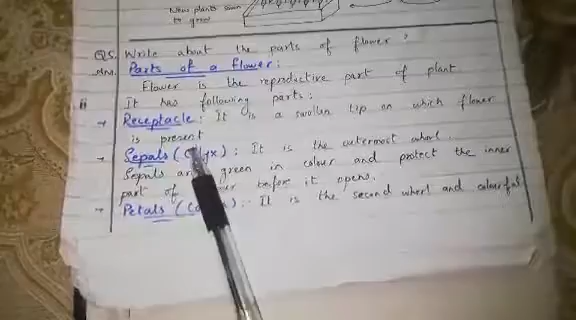 New plants
to grow
Q5. Write about the parts of flower?
Ans. Parts of a flower:
Flower is the reproductive part of plant
It has following parts:
→ Receptacle: It is a swollen tip on which flower
is present
→ Sepals ( yx): It is the outermost whorl.
Sepals are green in colour and protect the inner
part of before it opens.
→ Petals (Co ): It is the second whorl and colourful